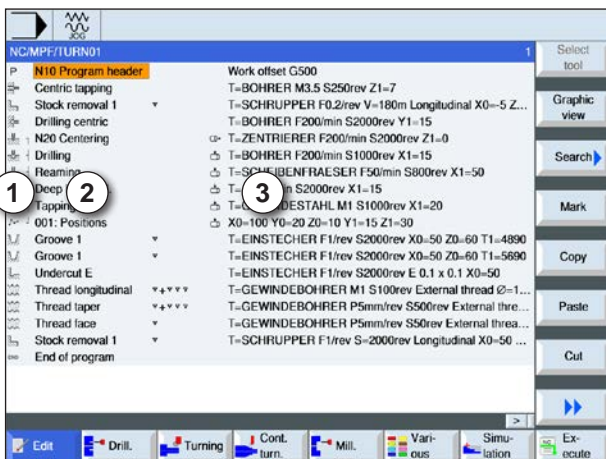 JOG
NC/MPF/TURN01 1
P N10 Program header Work offset G500
Centric tapping T=BOHRER M3.5 S250rev Z1=7
Stock removal 1 T=SCHRUPPER F0.2/rev V=180m Longitudinal X0=-5 Z...
Drilling centric T=BOHRER F200/min S2000rev Y1=15
N20 Centering T=ZENTRIERER F200/min S2000rev Z1=0
Drilling T=BOHRER F200/min S1000rev X1=15
Reaming T=SCHEIBENFRAESER F50/min S800rev X1=50
1 Deep 2 T= 3 S2000rev X1=15
Tapping DESTAHL M1 S1000rev X1=20
001: Positions X0=100 Y0=20 Z0=10 Y1=15 Z1=30
Groove 1 T=EINSTECHER F1/rev S2000rev X0=50 Z0=60 T1=4890
Groove 1 T=EINSTECHER F1/rev S2000rev X0=50 Z0=60 T1=5690
Undercut E T=EINSTECHER F1/rev S2000rev E 0.1 x 0.1 X0=50
Thread longitudinal T=GEWINDEBOHRER M1 S100rev External thread Ø=1...
Thread taper T=GEWINDEBOHRER P5mm/rev S500rev External thre...
Thread face T=GEWINDEBOHRER P5mm/rev S50rev External threa...
Stock removal 1 T=SCHRUPPER F1/rev S=2000rev Longitudinal X0=50 ...
END End of program
>
Select
tool
Graphic
view
Search
Mark
Copy
Paste
Cut
Edit
Drill.
Turning
Cont.
turn.
Mill.
Vari-
ous
Simu-
lation
NC
Ex-
ecute